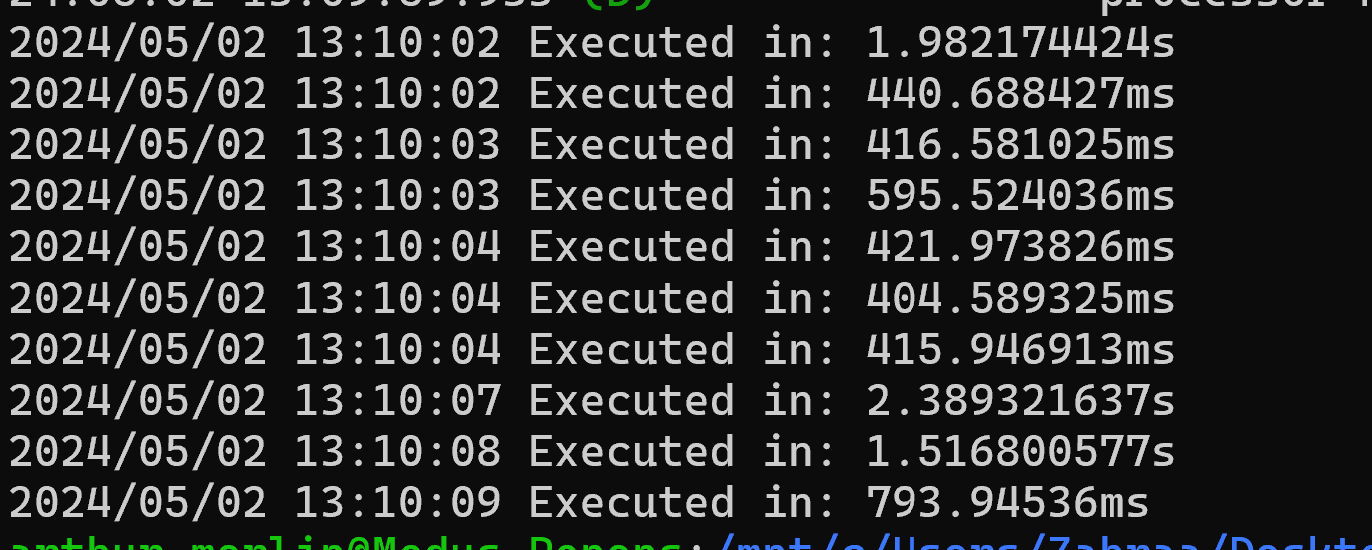 2024/05/02 13:10:02 Executed in: 1.982174424s
2024/05/02 13:10:02 Executed in: 440.688427ms
2024/05/02 13:10:03 Executed in: 416.581025ms
2024/05/02 13:10:03 Executed in: 595.524036ms
2024/05/02 13:10:04 Executed in: 421.973826ms
2024/05/02 13:10:04 Executed in: 404.589325ms
2024/05/02 13:10:04 Executed in: 415.946913ms
2024/05/02 13:10:07 Executed in: 2.389321637s
2024/05/02 13:10:08 Executed in: 1.516800577s
2024/05/02 13:10:09 Executed in: 793.94536ms